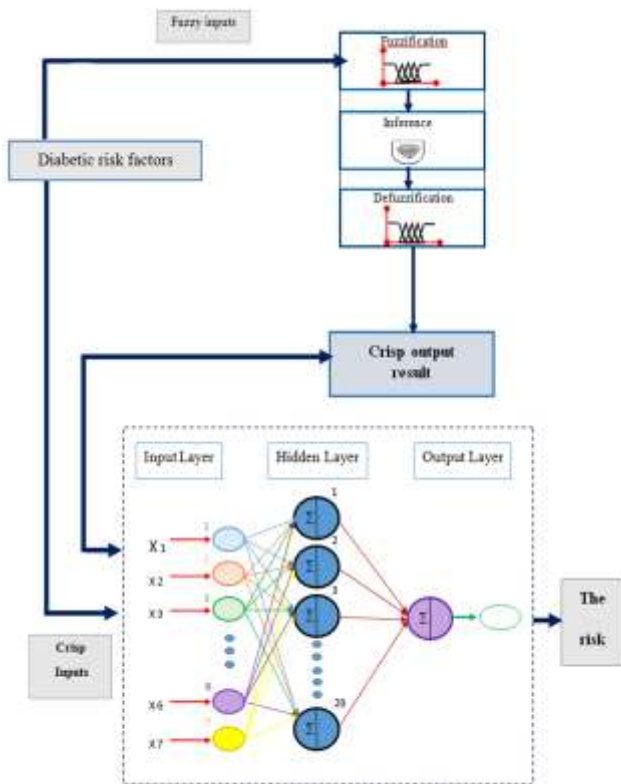 Fuzzy inputs
Fuzzification
Inference
Diabetic risk factors
Defuzzification
Crisp output
result
Input Layer
Hidden Layer
Output Layer
1
Σ
X1
2
Σ
X2
3
Σ
X3
Σ
The
risk
Crisp
Inputs
X6
20
Σ
X7